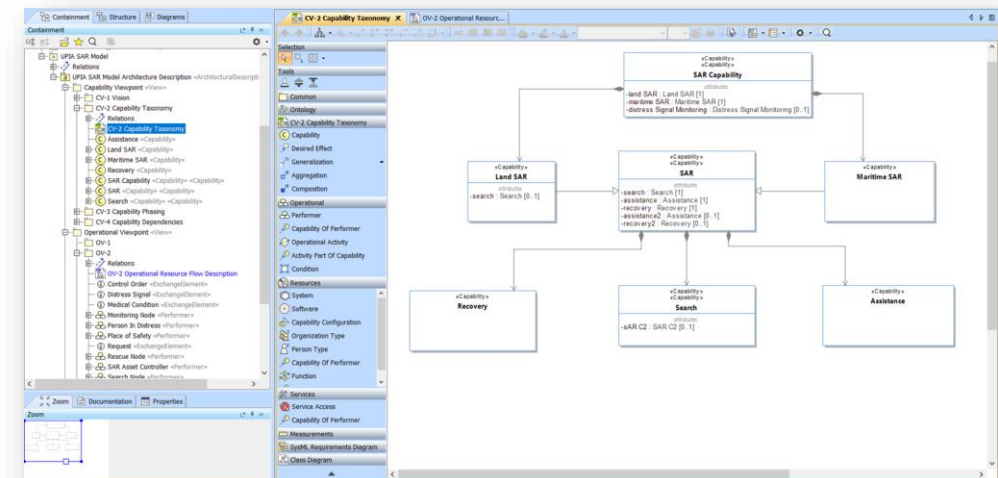 Containment
Structure
Diagrams
Containment
UPIA SAR Model
Relations
UPIA SAR Model Architecture Description «ArchitecturalDescripti
Capability Viewpoint «View»
CV-1 Vision
CV-2 Capability Taxonomy
Relations
CV-2 Capability Taxonomy
Assistance «Capability»
Land SAR «Capability»
Maritime SAR «Capability»
Recovery «Capability»
SAR Capability «Capability» «Capability»
SAR «Capability» «Capability»
Search «Capability» «Capability»
CV-3 Capability Phasing
CV-4 Capability Dependencies
Operational Viewpoint «View»
OV-1
OV-2
Relations
OV-2 Operational Resource Flow Description
Control Order «ExchangeElement»
Distress Signal «ExchangeElement»
Medical Condition «ExchangeElement»
Monitoring Node «Performer»
Person In Distress «Performer»
Place of Safety «Performer»
Request «ExchangeElement»
Rescue Node «Performer»
SAR Asset Controller «Performer»
Search Node «Performer»
Zoom
Documentation
Properties
Zoom
CV-2 Capability Taxonomy
OV-2 Operational Resourc...
Selection
Tools
Common
Ontology
CV-2 Capability Taxonomy
Capability
Desired Effect
Generalization
Aggregation
Composition
Operational
Performer
Capability Of Performer
Operational Activity
Activity Part Of Capability
Condition
Resources
System
Software
Capability Configuration
Organization Type
Person Type
Capability Of Performer
Function
Services
Service Access
Capability Of Performer
Measurements
SysML Requirements Diagram
Class Diagram
«Capability»
«Capability»
SAR Capability
attributes
-land SAR : Land SAR [1]
-maritime SAR : Maritime SAR [1]
-distress Signal Monitoring : Distress Signal Monitoring [0..1]
«Capability»
Land SAR
attributes
-search : Search [0..1]
«Capability»
«Capability»
SAR
attributes
-search : Search [1]
-assistance : Assistance [1]
-recovery : Recovery [1]
-assistance2 : Assistance [0..1]
-recovery2 : Recovery [0..1]
«Capability»
Maritime SAR
«Capability»
Recovery
«Capability»
«Capability»
Search
attributes
-sAR C2 : SAR C2 [0..1]
«Capability»
Assistance